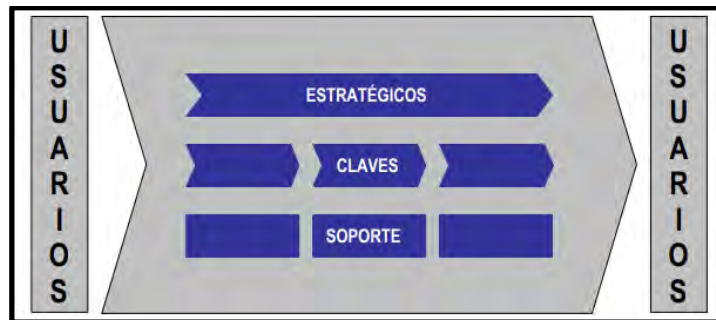 USUARIOS
ESTRATÉGICOS
CLAVES
SOPORTE
USUARIOS